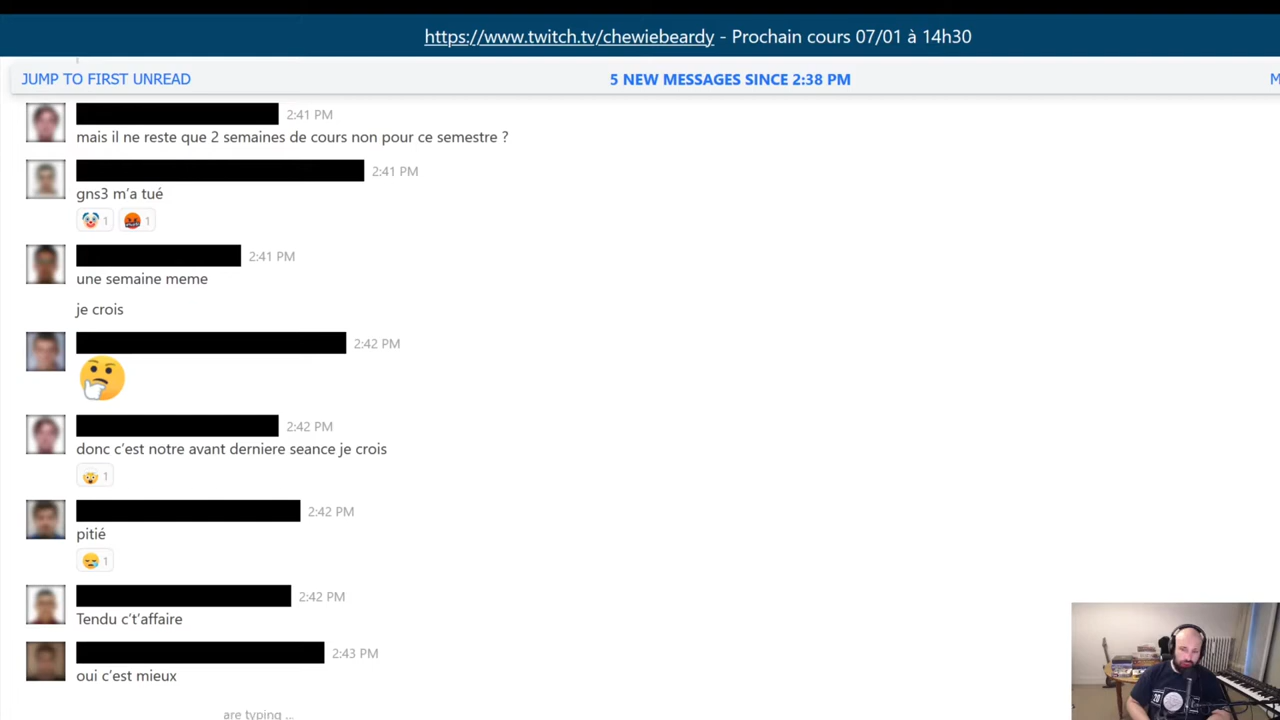 https://www.twitch.tv/chewiebeardy - Prochain cours 07/01 à 14h30
JUMP TO FIRST UNREAD
5 NEW MESSAGES SINCE 2:38 PM
M
2:41 PM
mais il ne reste que 2 semaines de cours non pour ce semestre ?
2:41 PM
gns3 m'a tué
1 1
2:41 PM
une semaine meme
je crois
2:42 PM
2:42 PM
donc c'est notre avant derniere seance je crois
1
2:42 PM
pitié
1
2:42 PM
Tendu c't'affaire
2:43 PM
oui c'est mieux
are typing ...